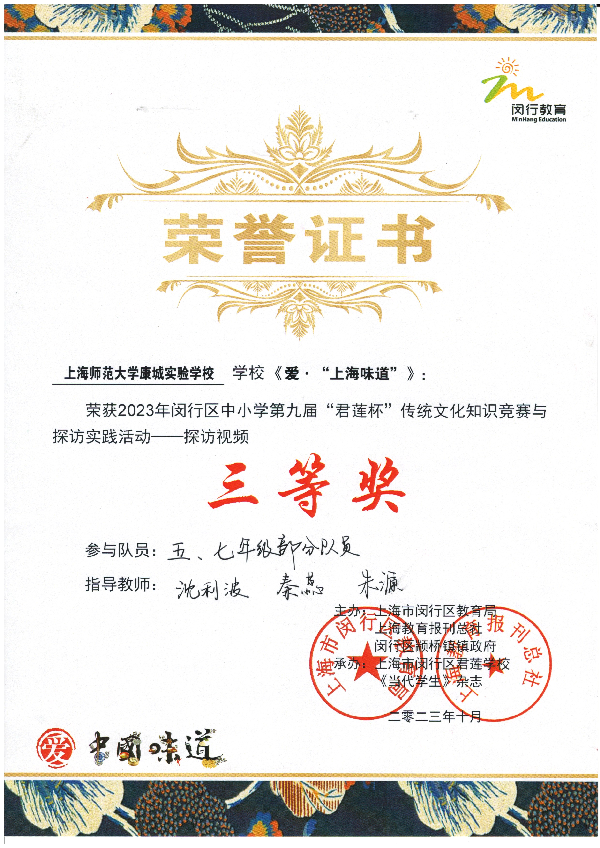 闵行教育
MinHang Education
荣誉证书
上海师范大学康城实验学校 学校《爱·“上海味道”》：
荣获2023年闵行区中小学第九届“君莲杯”传统文化知识竞赛与
探访实践活动——探访视频
三等奖
参与队员：五、七年级部分队员
指导教师：沈利波 秦蕊 朱源
主办：上海市闵行区教育局
上海教育报刊总社
闵行区颛桥镇镇政府
承办：上海市闵行区君莲学校
《当代学生》杂志
上海市闵行区教育局
上海教育报刊总社
二零二三年十月
爱 中國味道